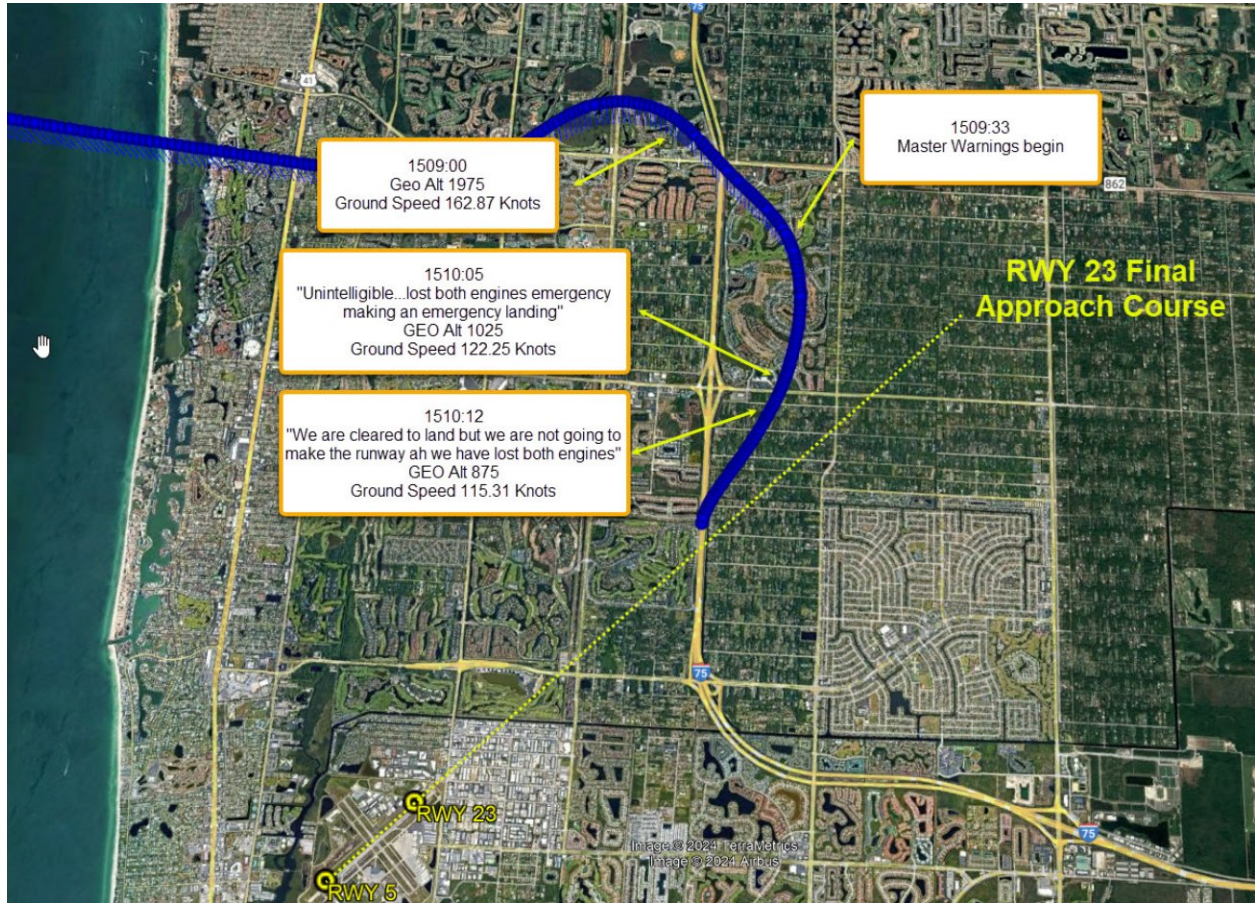 75
41
1509:00
Geo Alt 1975
Ground Speed 162.87 Knots
1509:33
Master Warnings begin
862
1510:05
"Unintelligible...lost both engines emergency
making an emergency landing"
GEO Alt 1025
Ground Speed 122.25 Knots
RWY 23 Final
Approach Course
1510:12
"We are cleared to land but we are not going to
make the runway ah we have lost both engines"
GEO Alt 875
Ground Speed 115.31 Knots
75
RWY 23
75
Image © 2024 TerraMetrics
Image © 2024 Airbus
RWY 5